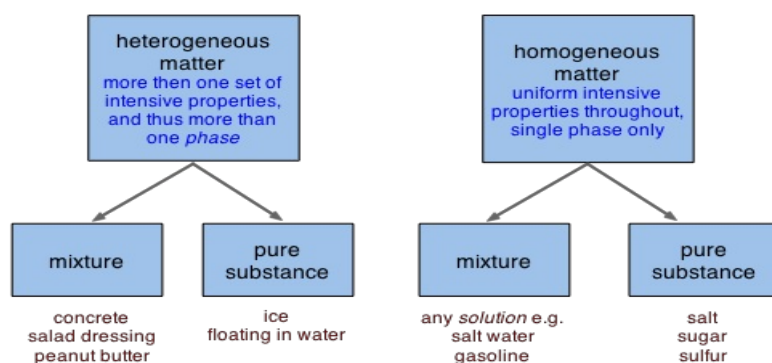 heterogeneous
matter
more then one set of
intensive properties,
and thus more than
one phase
homogeneous
matter
uniform intensive
properties throughout,
single phase only
mixture
pure
substance
mixture
pure
substance
concrete
salad dressing
peanut butter
ice
floating in water
any solution e.g.
salt water
gasoline
salt
sugar
sulfur